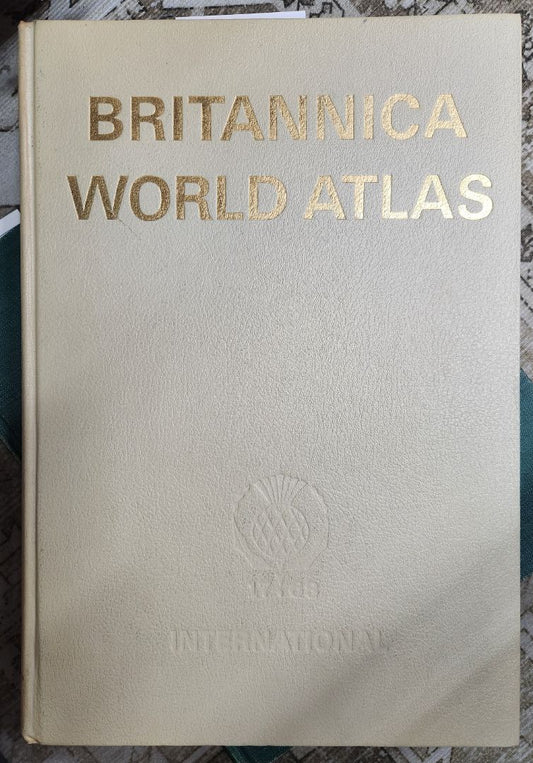 BRITANNICA
WORLD ATLAS
1768
INTERNATIONAL